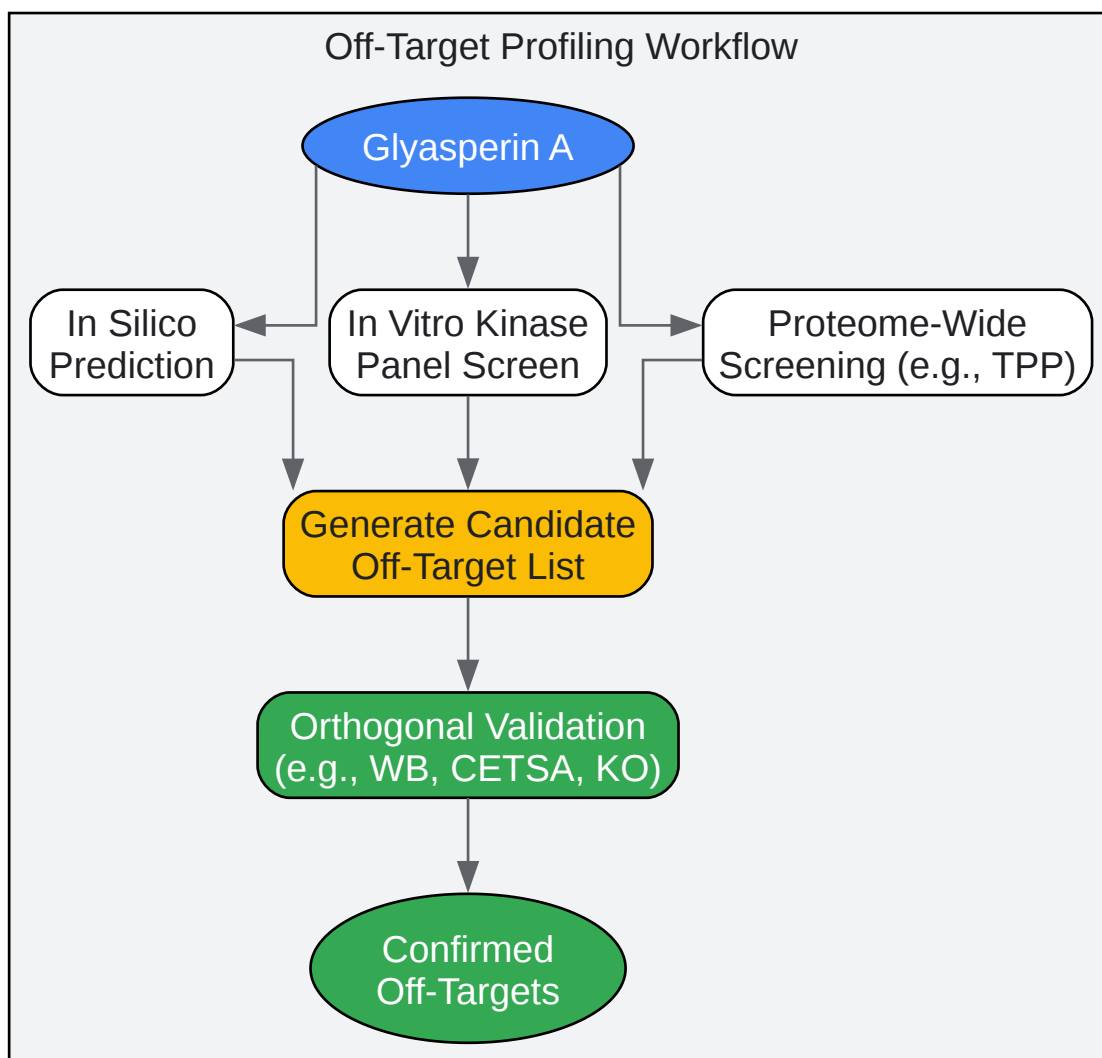 Off-Target Profiling Workflow
Glyasperin A
In Silico
Prediction
In Vitro Kinase
Panel Screen
Proteome-Wide
Screening (e.g., TPP)
Generate Candidate
Off-Target List
Orthogonal Validation
(e.g., WB, CETSA, KO)
Confirmed
Off-Targets